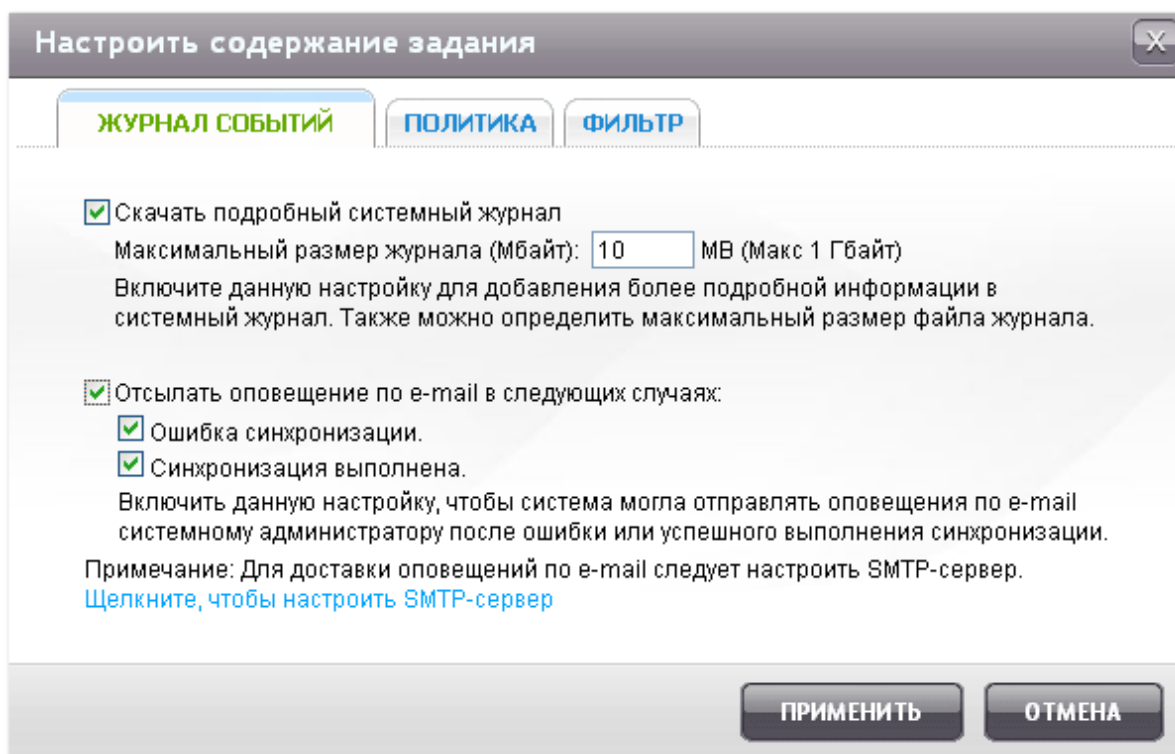 Настроить содержание задания
X
ЖУРНАЛ СОБЫТИЙ ПОЛИТИКА ФИЛЬТР
Скачать подробный системный журнал
Максимальный размер журнала (Мбайт): 10 MB (Макс 1 Гбайт)
Включите данную настройку для добавления более подробной информации в
системный журнал. Также можно определить максимальный размер файла журнала.
Отсылать оповещение по e-mail в следующих случаях:
Ошибка синхронизации.
Синхронизация выполнена.
Включить данную настройку, чтобы система могла отправлять оповещения по e-mail
системному администратору после ошибки или успешного выполнения синхронизации.
Примечание: Для доставки оповещений по e-mail следует настроить SMTP-сервер.
Щелкните, чтобы настроить SMTP-сервер
ПРИМЕНИТЬ ОТМЕНА